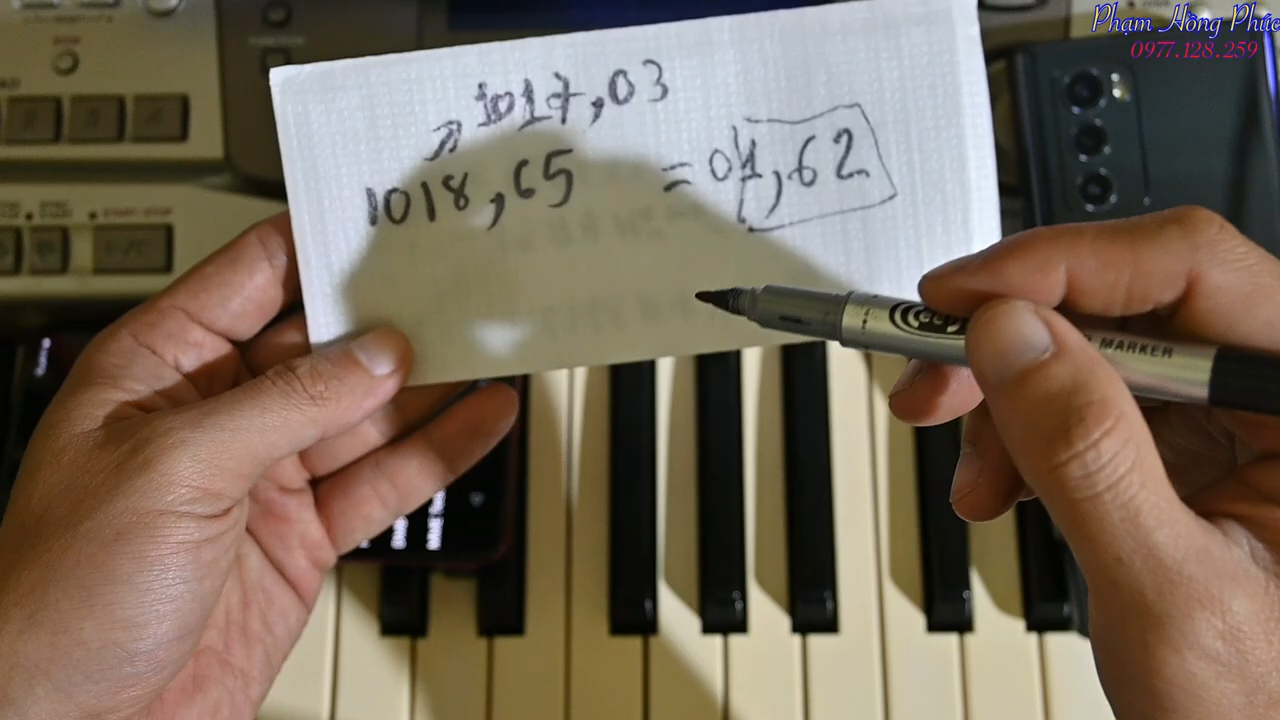 Phạm Hồng Phúc
0977.128.259
1017,03
1018,65 = 01,62
MARKER